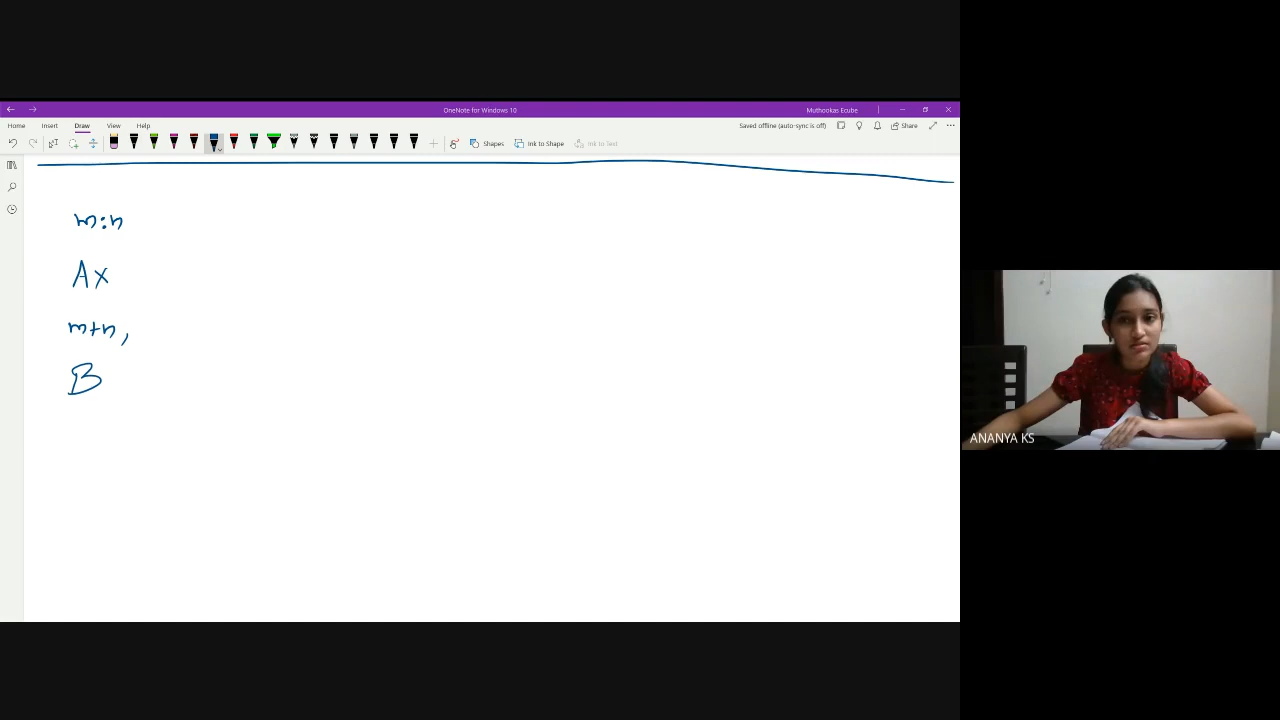 OneNote for Windows 10
Muthookas Ecube
Home Insert Draw View Help
Saved offline (auto-sync is off)
Share
Shapes
Ink to Shape
Ink to Text
m:n
Ax
m+n,
B
ANANYA KS